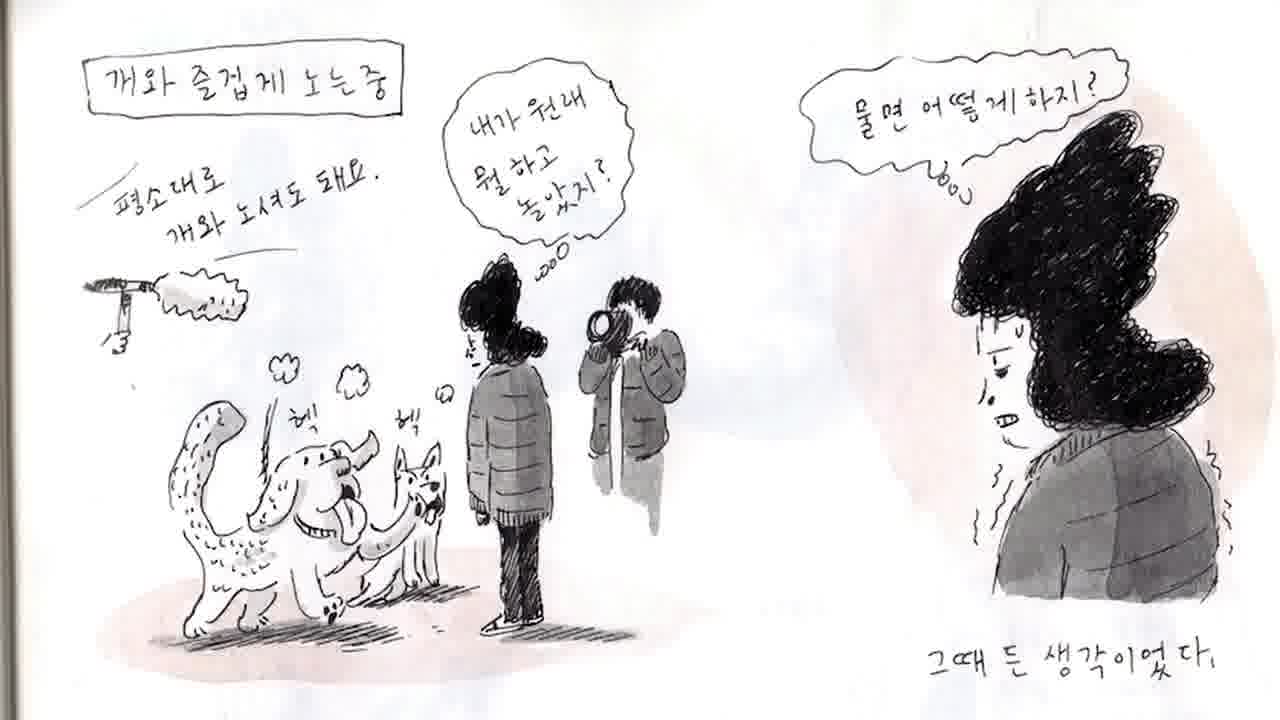 개와 즐겁게 노는중
평소대로
개와 노셔도 돼요.
내가 원래
뭘 하고
놀았지?
헥
헥
물면 어떻게하지?
그때 든 생각이었다.